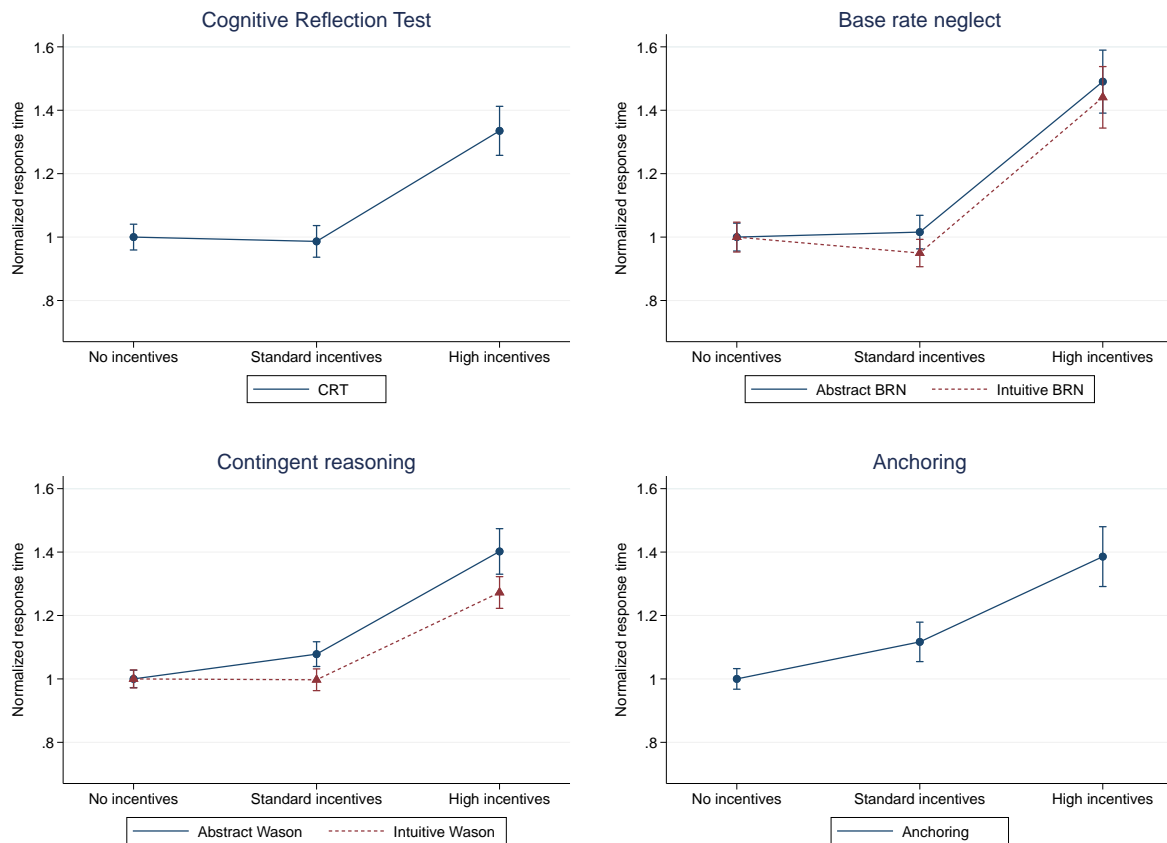 Cognitive Reflection Test
Normalized response time
1.6
1.4
1.2
1
.8
No incentives
Standard incentives
High incentives
CRT
Base rate neglect
Normalized response time
1.6
1.4
1.2
1
.8
No incentives
Standard incentives
High incentives
Abstract BRN
Intuitive BRN
Contingent reasoning
Normalized response time
1.6
1.4
1.2
1
.8
No incentives
Standard incentives
High incentives
Abstract Wason
Intuitive Wason
Anchoring
Normalized response time
1.6
1.4
1.2
1
.8
No incentives
Standard incentives
High incentives
Anchoring